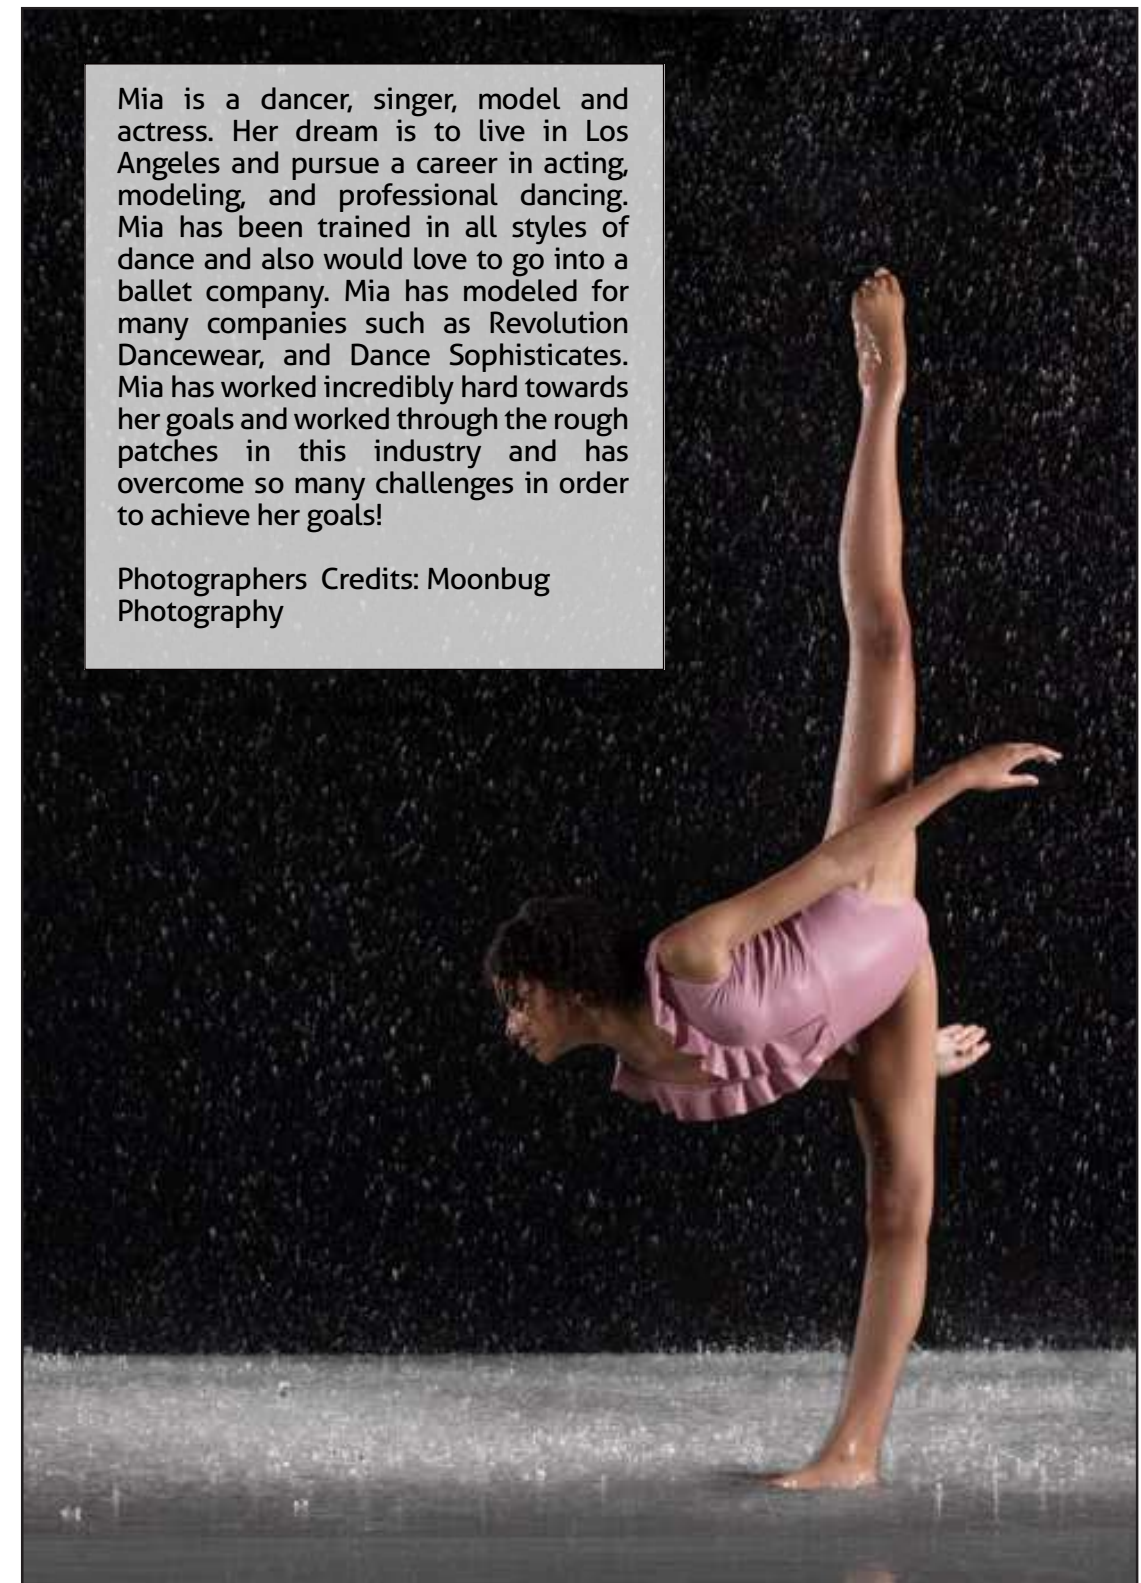 Mia is a dancer, singer, model and
actress. Her dream is to live in Los
Angeles and pursue a career in acting,
modeling, and professional dancing.
Mia has been trained in all styles of
dance and also would love to go into a
ballet company. Mia has modeled for
many companies such as Revolution
Dancewear, and Dance Sophisticates.
Mia has worked incredibly hard towards
her goals and worked through the rough
patches in this industry and has
overcome so many challenges in order
to achieve her goals!
Photographers Credits: Moonbug
Photography